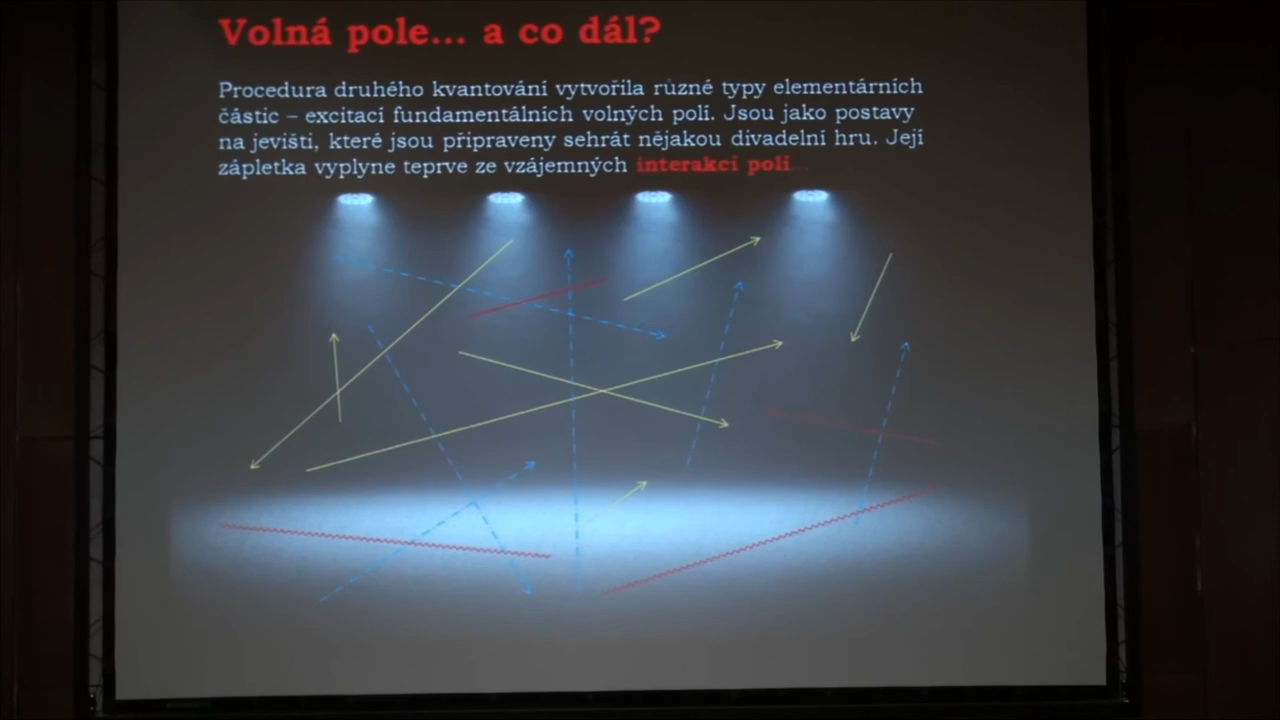 Volná pole... a co dál?
Procedura druhého kvantování vytvořila různé typy elementárních
částic – excitací fundamentálních volných polí. Jsou jako postavy
na jevišti, které jsou připraveny sehrát nějakou divadelní hru. Její
zápletka vyplyne teprve ze vzájemných interakcí polí...